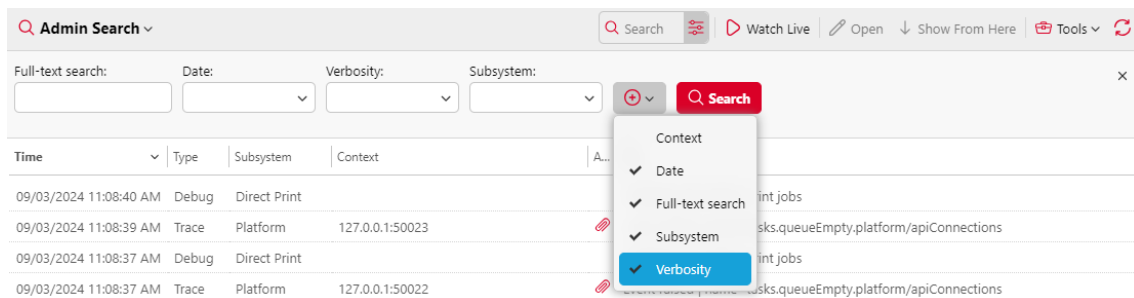 Admin Search
Search
Watch Live
Open
Show From Here
Tools
Full-text search:
Date:
Verbosity:
Subsystem:
Search
Context
Date
Full-text search
Subsystem
Verbosity
Time Type Subsystem Context A...
09/03/2024 11:08:40 AM Debug Direct Print int jobs
09/03/2024 11:08:39 AM Trace Platform 127.0.0.1:50023 sks.queueEmpty.platform/apiConnections
09/03/2024 11:08:37 AM Debug Direct Print int jobs
09/03/2024 11:08:37 AM Trace Platform 127.0.0.1:50022 sks.queueEmpty.platform/apiConnections